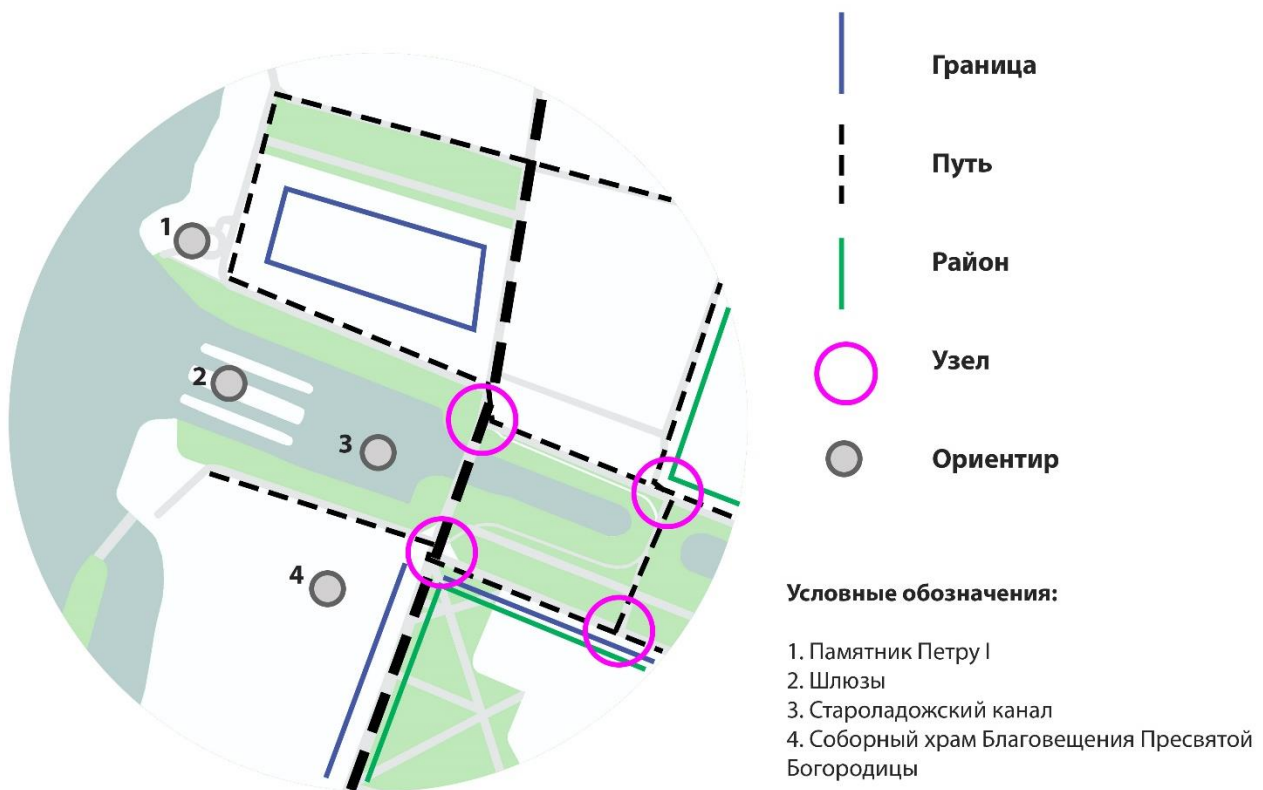 1
2
3
4
Граница
Путь
Район
Узел
Ориентир
Условные обозначения:
1. Памятник Петру I
2. Шлюзы
3. Староладожский канал
4. Соборный храм Благовещения Пресвятой
Богородицы